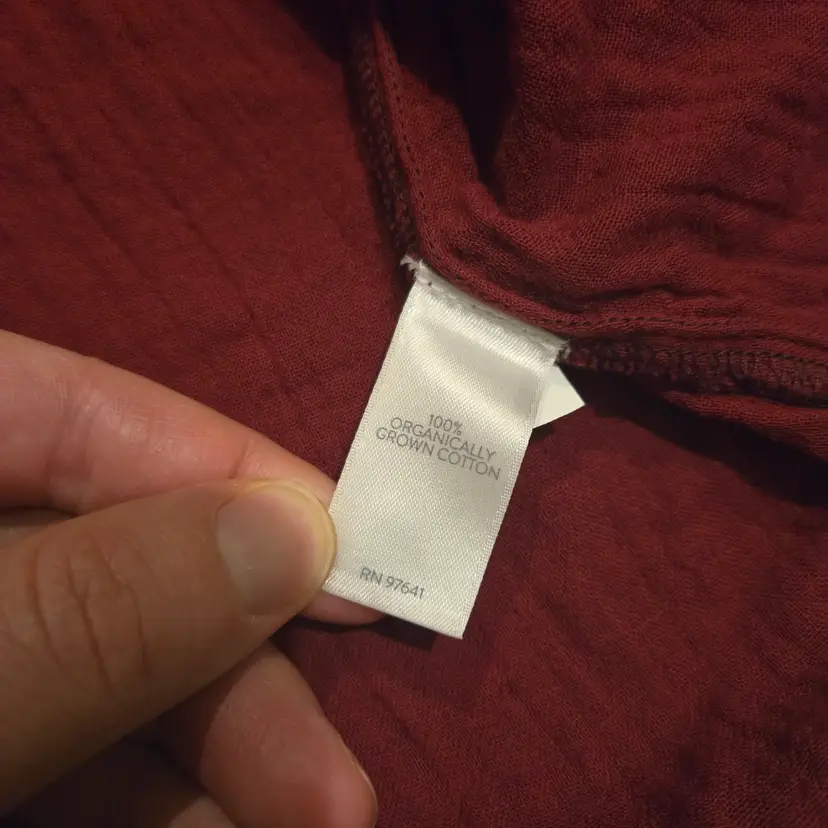 100%
ORGANICALLY
GROWN COTTON
RN 97641